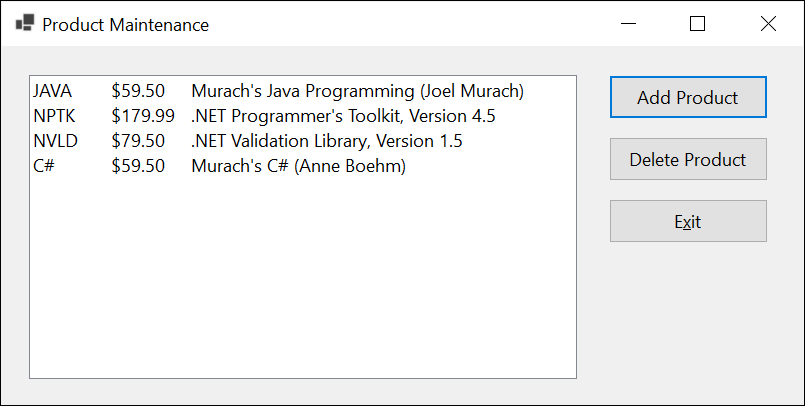 Product Maintenance
JAVA $59.50 Murach's Java Programming (Joel Murach)
NPTK $179.99 .NET Programmer's Toolkit, Version 4.5
NVLD $79.50 .NET Validation Library, Version 1.5
C# $59.50 Murach's C# (Anne Boehm)
Add Product
Delete Product
Exit